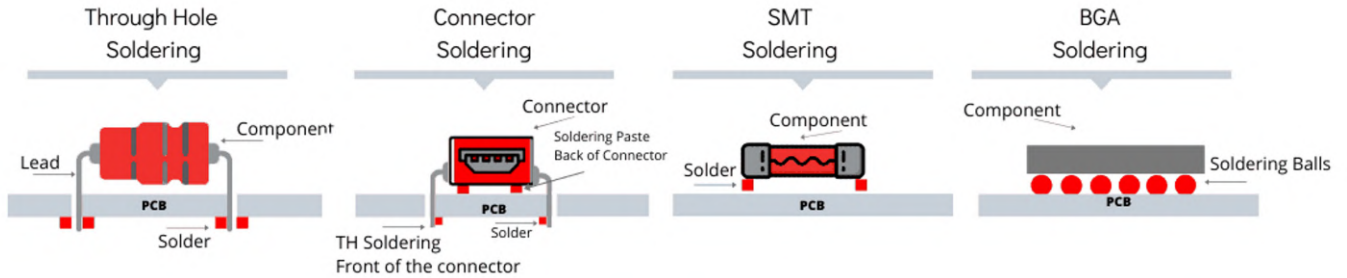 Through Hole
Soldering
Component
Lead
PCB
Solder
Connector
Soldering
Connector
Soldering Paste
Back of Connector
PCB
Solder
TH Soldering
Front of the connector
SMT
Soldering
Component
Solder
PCB
BGA
Soldering
Component
Soldering Balls
PCB